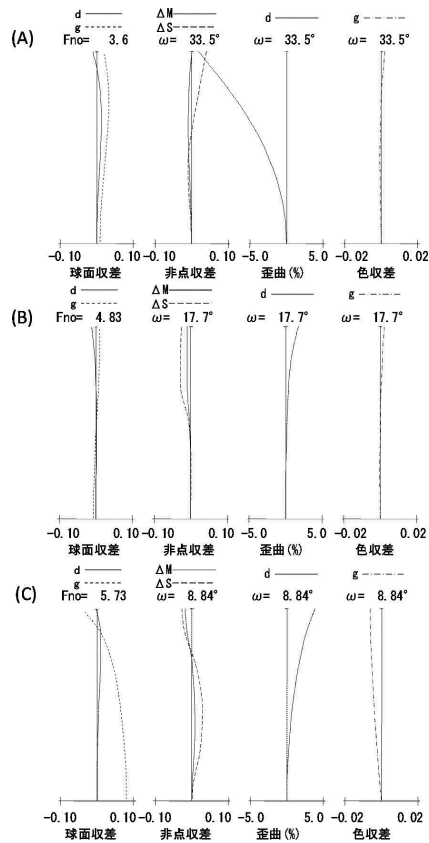 (A)
d
g
Fno= 3.6
ΔM
ΔS
ω= 33.5°
d
ω= 33.5°
g
ω= 33.5°
-0.10 0.10
球面収差
-0.10 0.10
非点収差
-5.0 5.0
歪曲(%)
-0.02 0.02
色収差
(B)
d
g
Fno= 4.83
ΔM
ΔS
ω= 17.7°
d
ω= 17.7°
g
ω= 17.7°
-0.10 0.10
球面収差
-0.10 0.10
非点収差
-5.0 5.0
歪曲(%)
-0.02 0.02
色収差
(C)
d
g
Fno= 5.73
ΔM
ΔS
ω= 8.84°
d
ω= 8.84°
g
ω= 8.84°
-0.10 0.10
球面収差
-0.10 0.10
非点収差
-5.0 5.0
歪曲(%)
-0.02 0.02
色収差